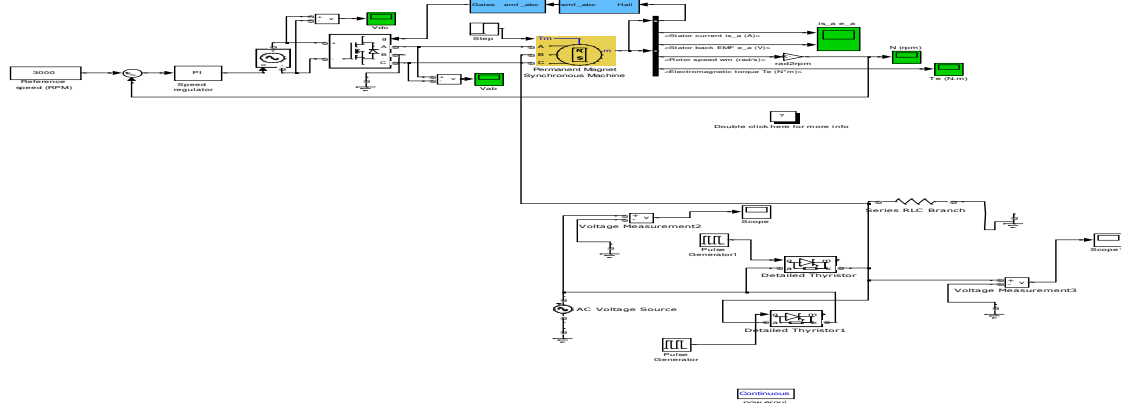 Gates emf_abc
emf_abc Hall
Vdc
Step
is_a e_a
<Stator current is_a (A)>
<Stator back EMF e_a (V)>
<Rotor speed wm (rad/s)>
<Electromagnetic torque Te (N*m)>
rad2rpm
N (rpm)
Te (N.m)
Tm
m
A
B
C
N
S
Permanent Magnet
Synchronous Machine
g
A
B
C
+
-
v
Vab
3000
Reference
speed (RPM)
PI
Speed
regulator
?
Double click here for more info
Series RLC Branch
Voltage Measurement2
Scope
Pulse
Generator1
Detailed Thyristor
Voltage Measurement3
AC Voltage Source
Detailed Thyristor1
Pulse
Generator
Continuous